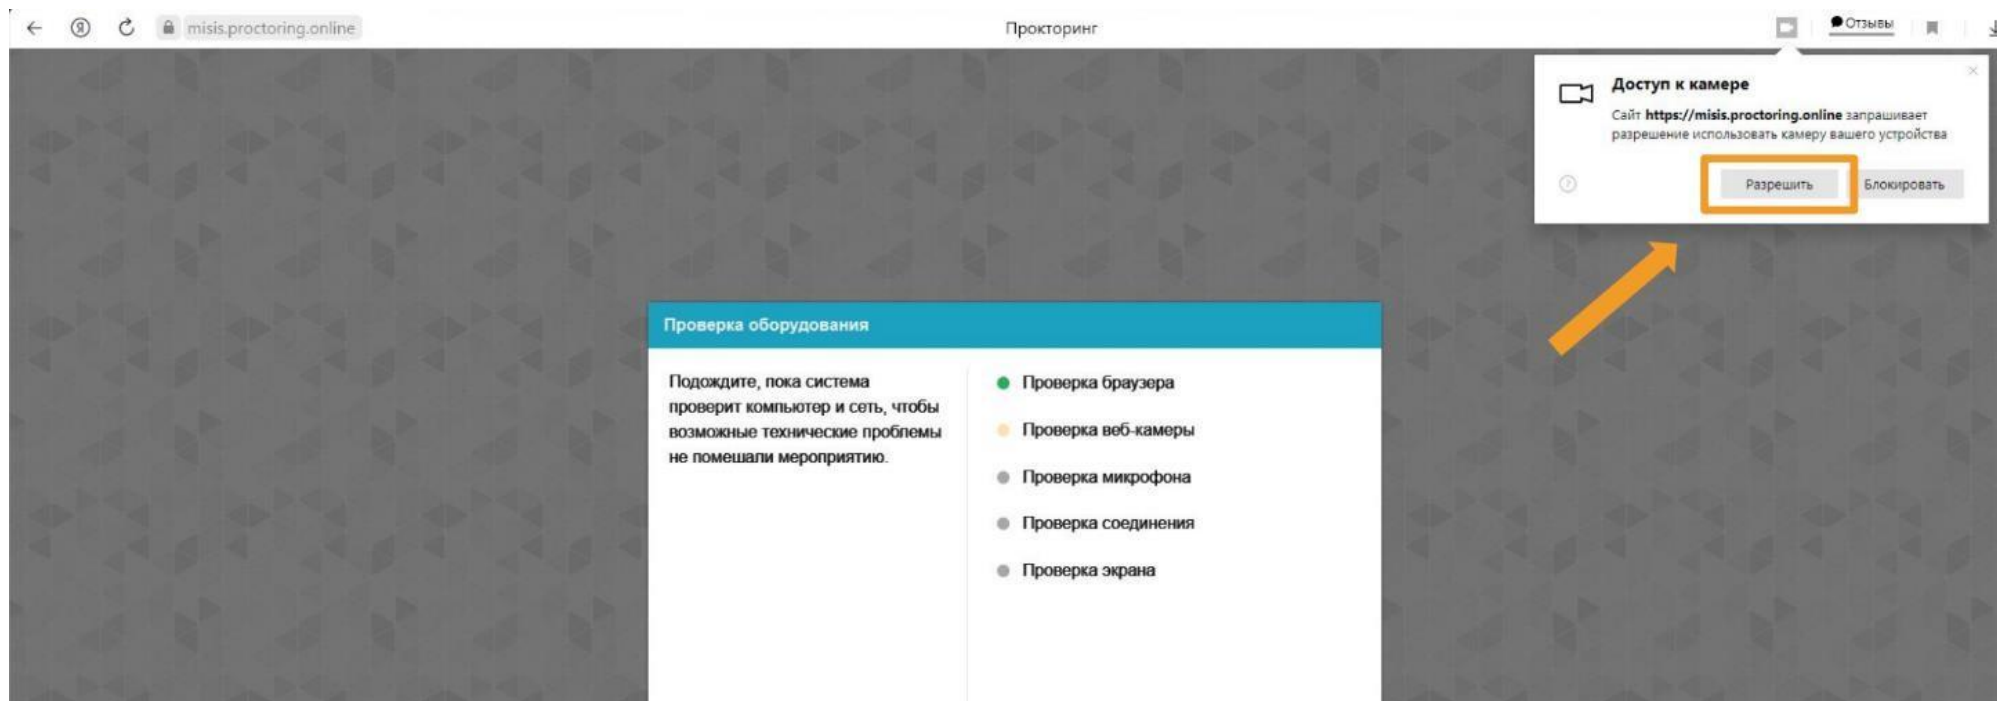 misis.proctoring.online
Прокторинг
Отзывы
Доступ к камере
Сайт https://misis.proctoring.online запрашивает
разрешение использовать камеру вашего устройства
Разрешить
Блокировать
Проверка оборудования
Подождите, пока система
проверит компьютер и сеть, чтобы
возможные технические проблемы
не помешали мероприятию.
Проверка браузера
Проверка веб-камеры
Проверка микрофона
Проверка соединения
Проверка экрана